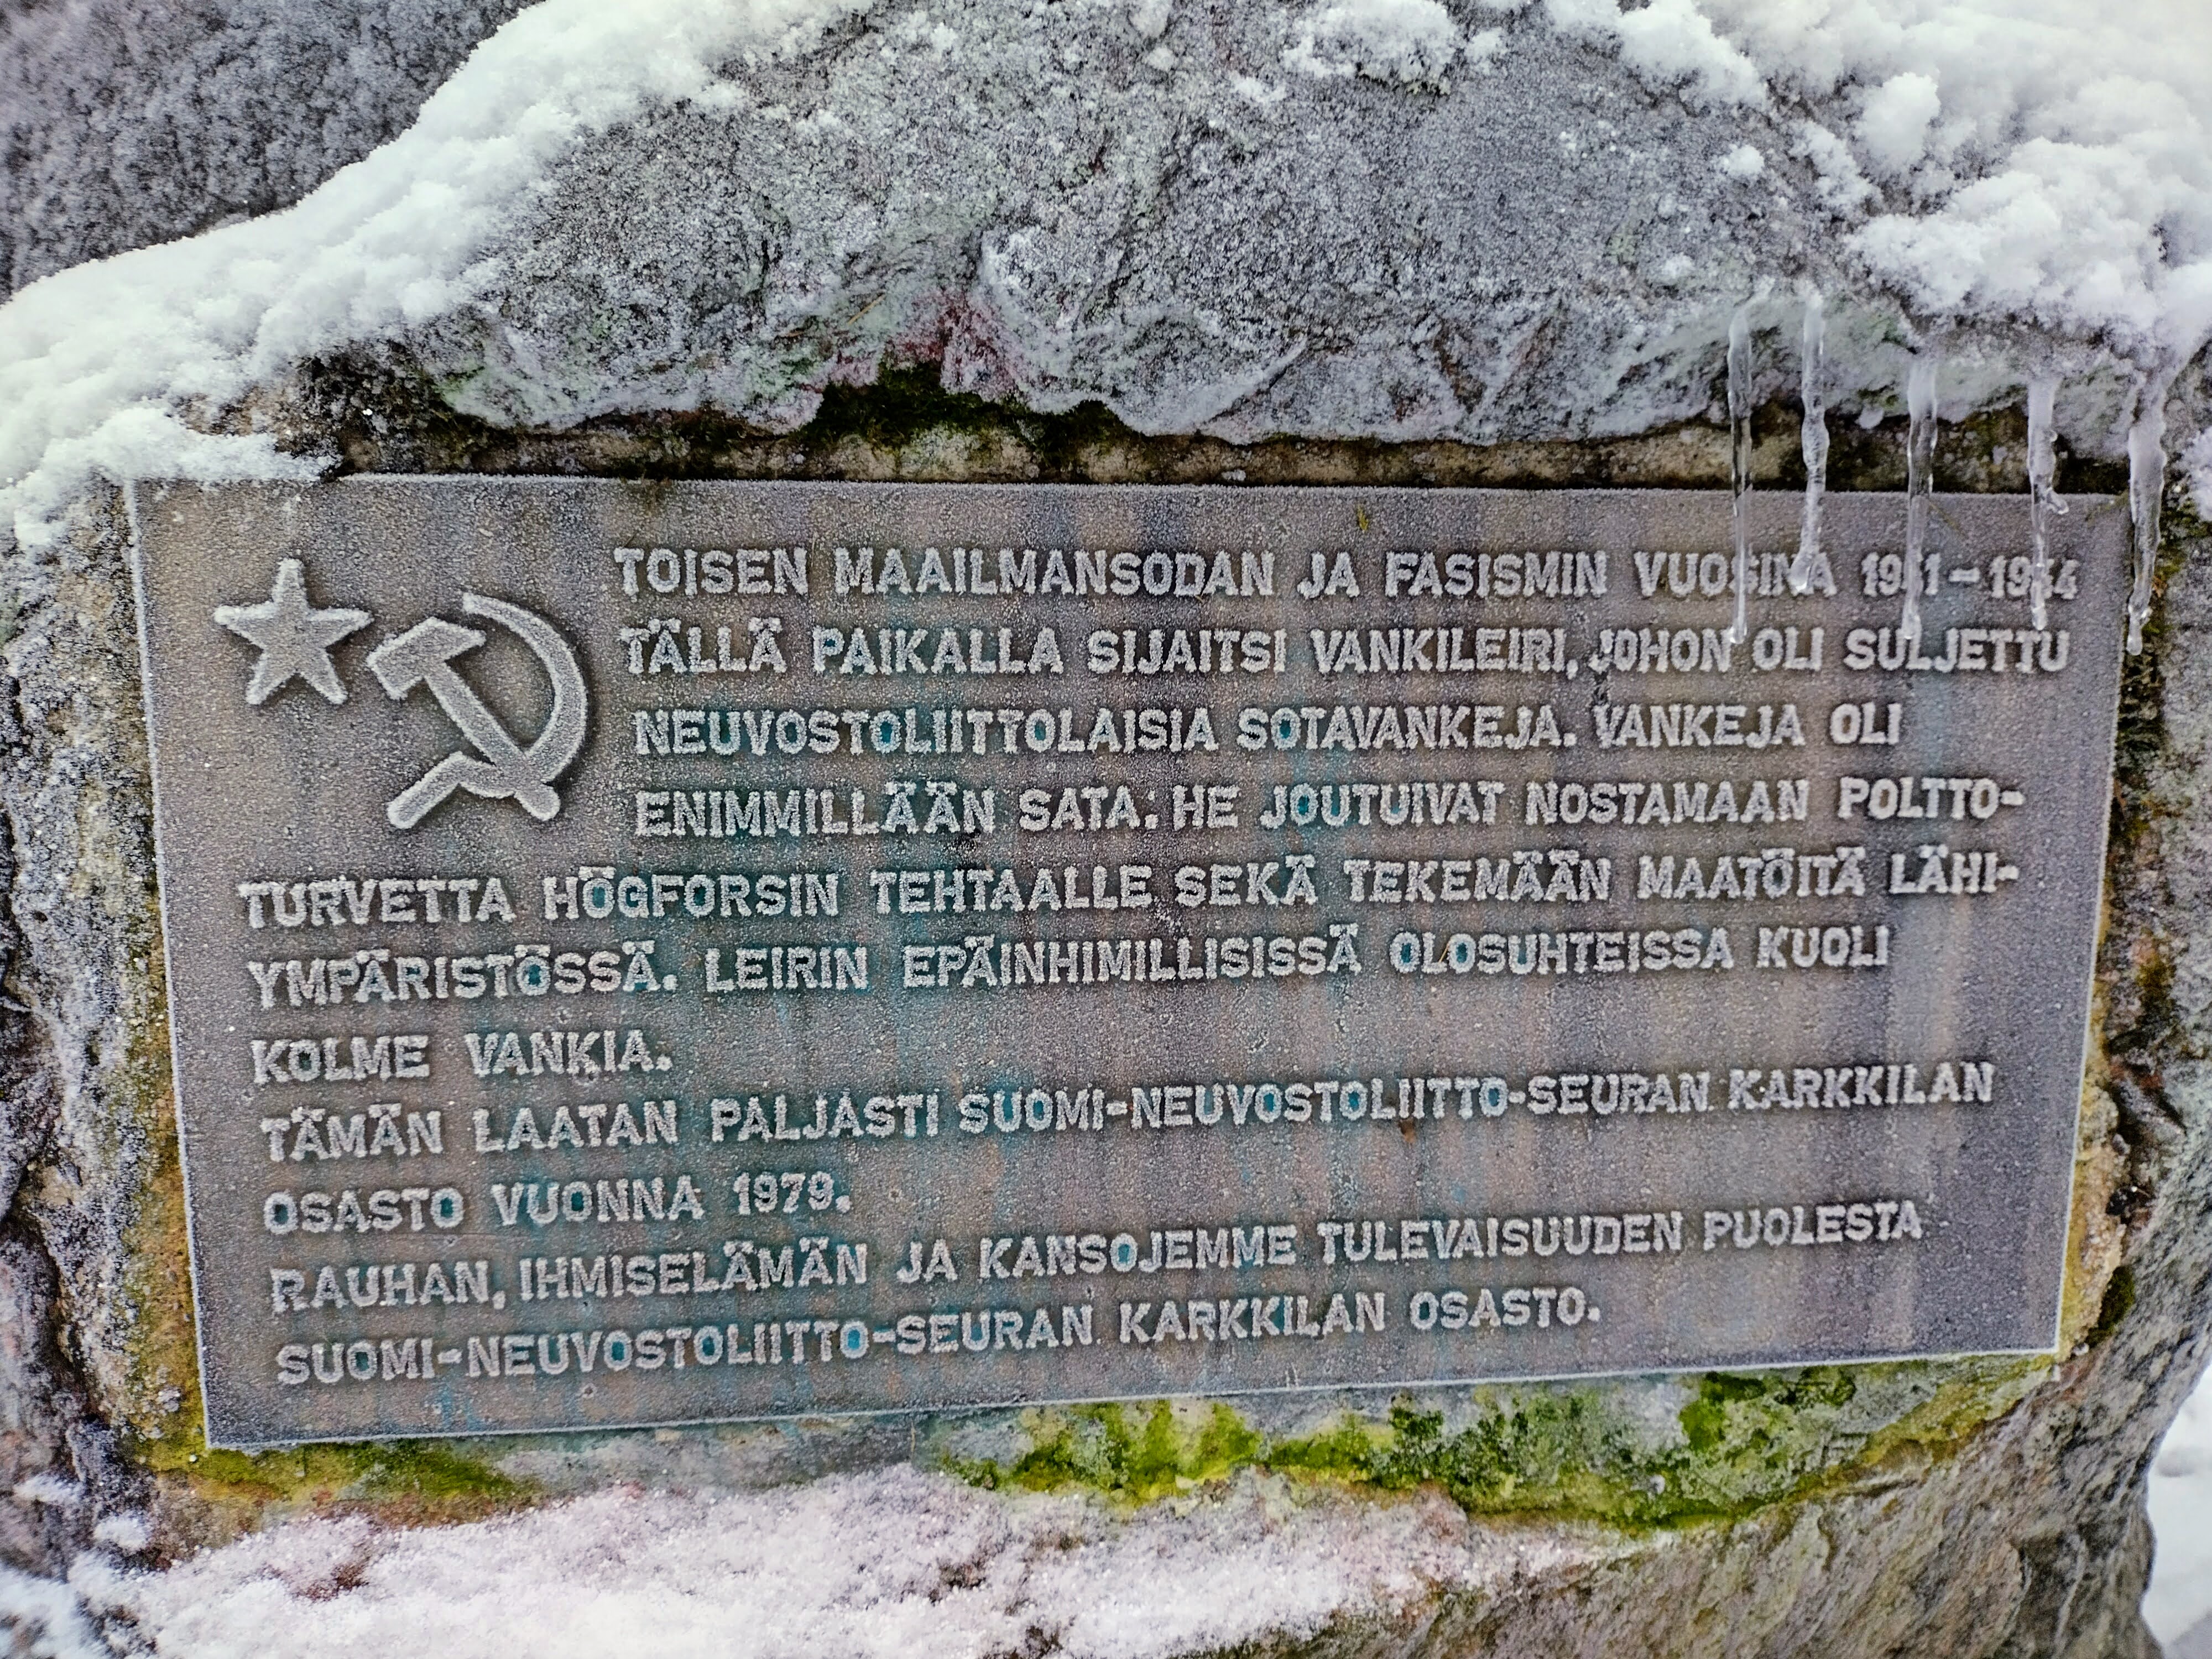 TOISEN MAAILMANSODAN JA FASISMIN VUOSINA 1941-1944
TÄLLÄ PAIKALLA SIJAITSI VANKILEIRI, JOHON OLI SULJETTU
NEUVOSTOLIITTOLAISIA SOTAVANKEJA. VANKEJA OLI
ENIMMILLÄÄN SATA. HE JOUTUIVAT NOSTAMAAN POLTTO-
TURVETTA HÖGFORSIN TEHTAALLE SEKÄ TEKEMÄÄN MAATÖITÄ LÄHI-
YMPÄRISTÖSSÄ. LEIRIN EPÄINHIMILLISISSÄ OLOSUHTEISSA KUOLI
KOLME VANKIA.
TÄMÄN LAATAN PALJASTI SUOMI-NEUVOSTOLIITTO-SEURAN KARKKILAN
OSASTO VUONNA 1979.
RAUHAN, IHMISELÄMÄN JA KANSOJEMME TULEVAISUUDEN PUOLESTA
SUOMI-NEUVOSTOLIITTO-SEURAN KARKKILAN OSASTO.